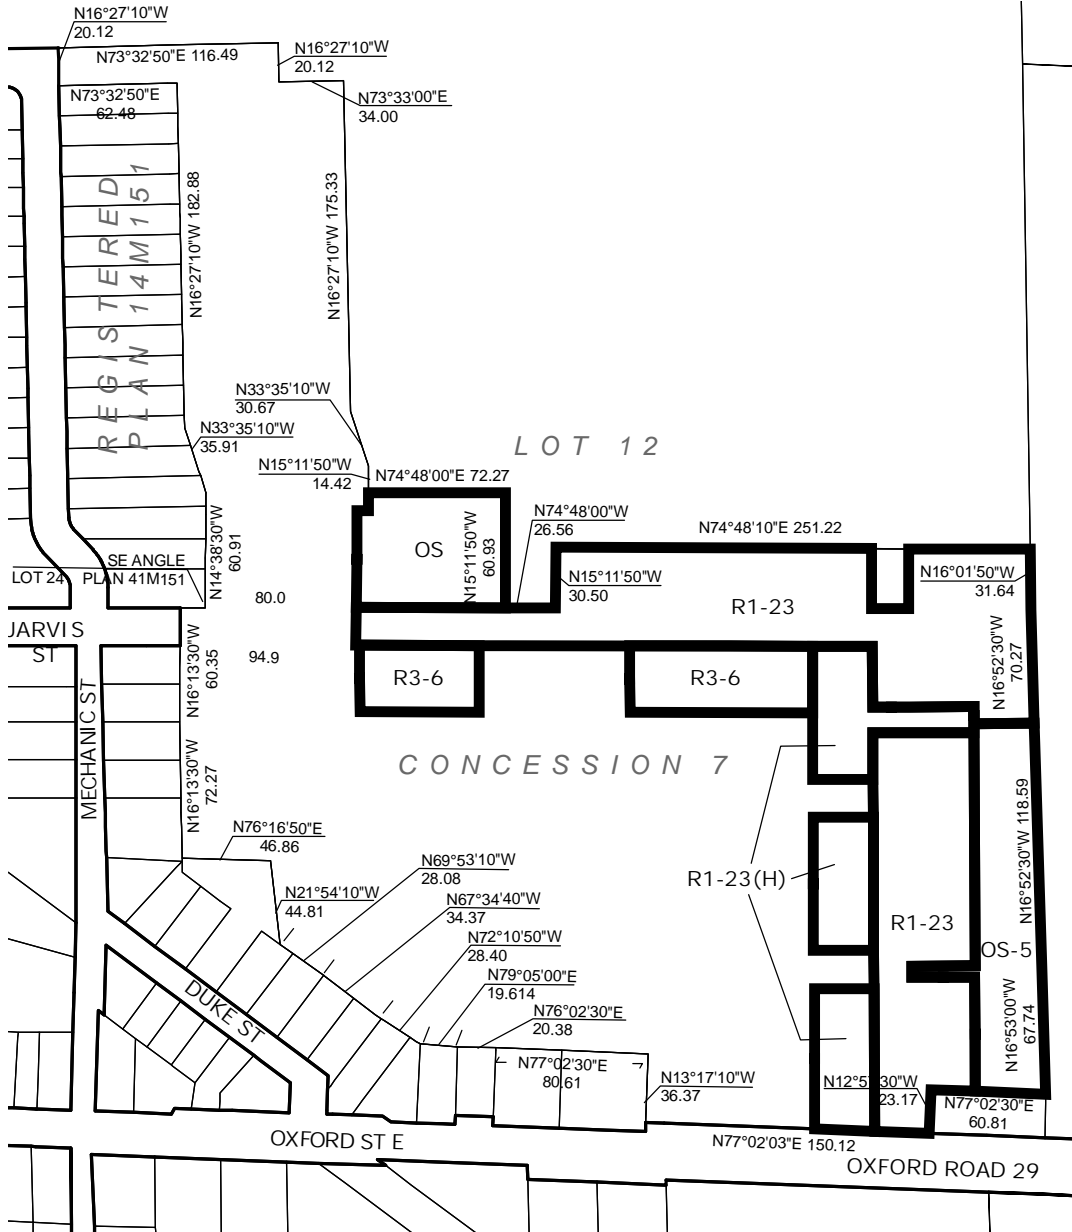 N16°27'10"W
20.12
N73°32'50"E 116.49
N16°27'10"W
20.12
N73°32'50"E
62.48
N73°33'00"E
34.00
REGISTERED
PLAN 14M151
N16°27'10"W 182.88
N16°27'10"W 175.33
N33°35'10"W
30.67
N33°35'10"W
35.91
LOT 12
N15°11'50"W
14.42
N74°48'00"E 72.27
N74°48'00"W
26.56
N74°48'10"E 251.22
N14°38'30"W
60.91
OS
N15°11'50"W
60.93
SE ANGLE
LOT 24 PLAN 41M151
N15°11'50"W
30.50
N16°01'50"W
31.64
80.0
R1-23
JARVIS
ST
N16°13'30"W
60.35
94.9
R3-6
R3-6
N16°52'30"W
70.27
MECHANIC ST
CONCESSION 7
N16°13'30"W
72.27
N16°52'30"W 118.59
N76°16'50"E
46.86
N69°53'10"W
28.08
R1-23(H)
N21°54'10"W
44.81
N67°34'40"W
34.37
R1-23
N72°10'50"W
28.40
OS-5
N79°05'00"E
19.614
DUKE ST
N76°02'30"E
20.38
N16°53'00"W
67.74
N77°02'30"E
80.61
N13°17'10"W
36.37
23.17
N77°02'30"E
60.81
OXFORD ST E
N77°02'03"E 150.12
OXFORD ROAD 29